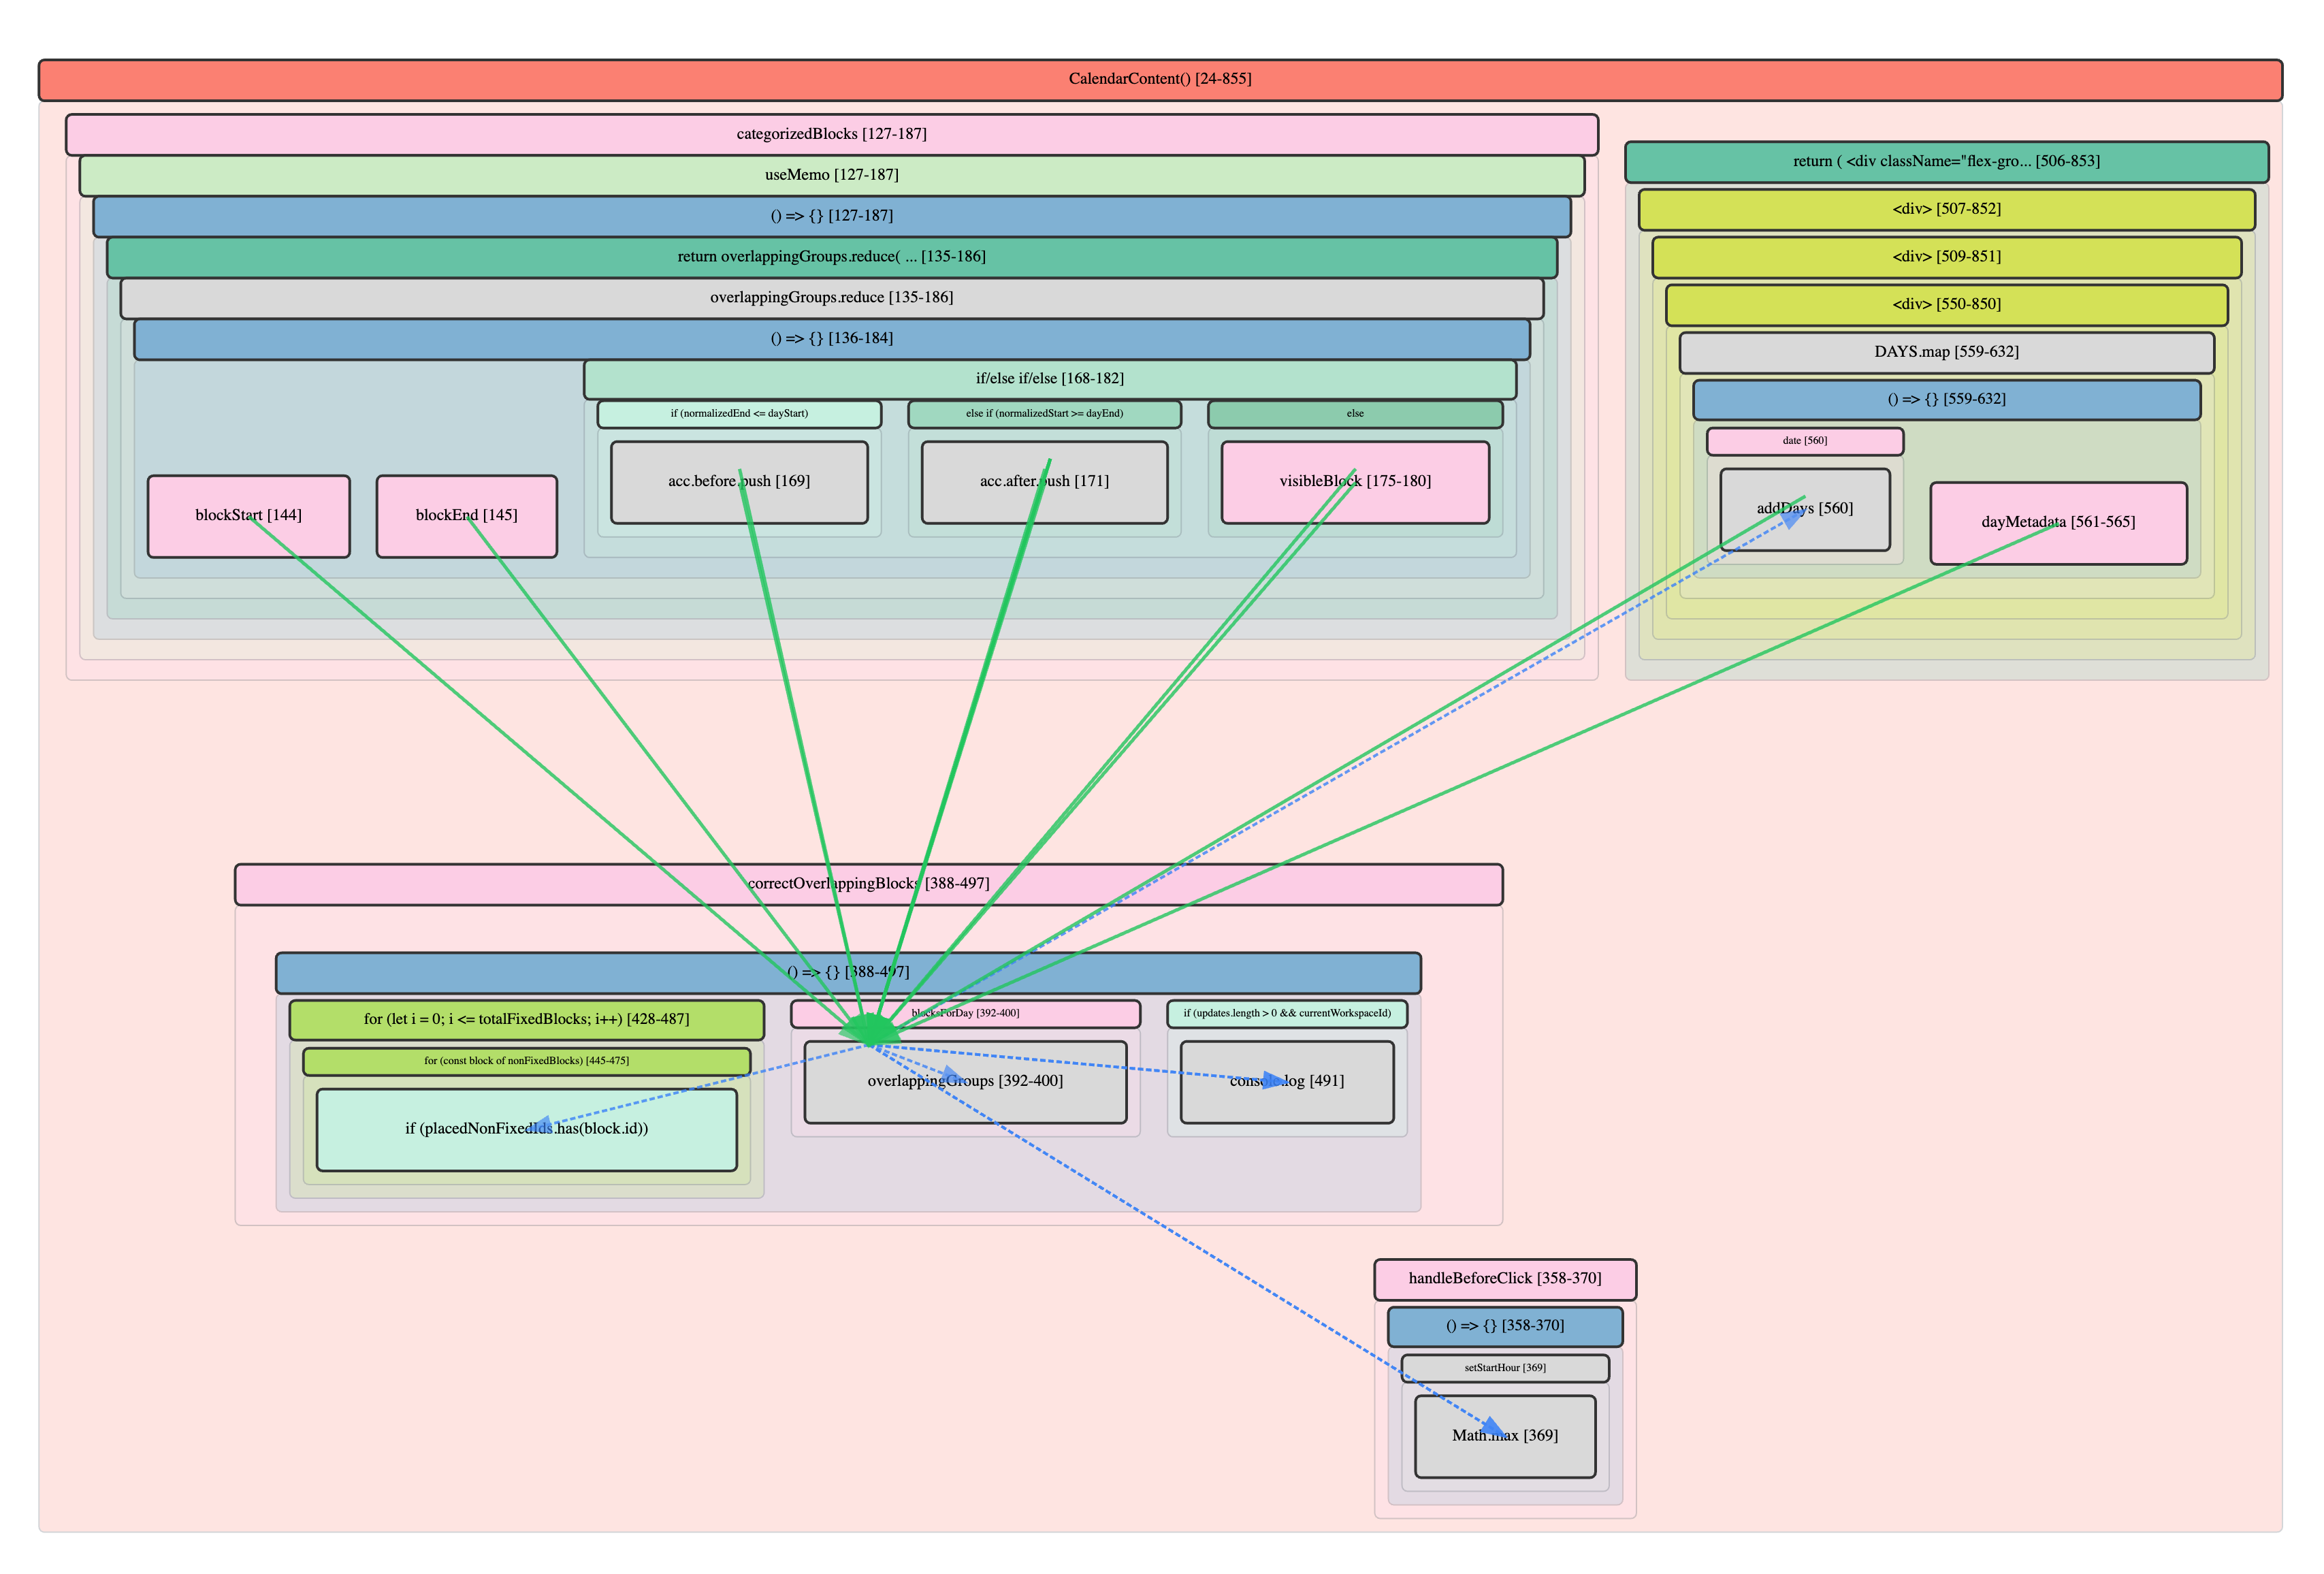 CalendarContent() [24-855]
categorizedBlocks [127-187]
useMemo [127-187]
() => {} [127-187]
return overlappingGroups.reduce( ... [135-186]
overlappingGroups.reduce [135-186]
() => {} [136-184]
if/else if/else [168-182]
if (normalizedEnd <= dayStart)
else if (normalizedStart >= dayEnd)
else
acc.before.push [169]
acc.after.push [171]
visibleBlock [175-180]
blockStart [144]
blockEnd [145]
return ( <div className="flex-gro... [506-853]
<div> [507-852]
<div> [509-851]
<div> [550-850]
DAYS.map [559-632]
() => {} [559-632]
date [560]
addDays [560]
dayMetadata [561-565]
correctOverlappingBlocks [388-497]
() => {} [388-497]
for (let i = 0; i <= totalFixedBlocks; i++) [428-487]
for (const block of nonFixedBlocks) [445-475]
if (placedNonFixedIds.has(block.id))
blocksForDay [392-400]
overlappingGroups [392-400]
if (updates.length > 0 && currentWorkspaceId)
console.log [491]
handleBeforeClick [358-370]
() => {} [358-370]
setStartHour [369]
Math.max [369]